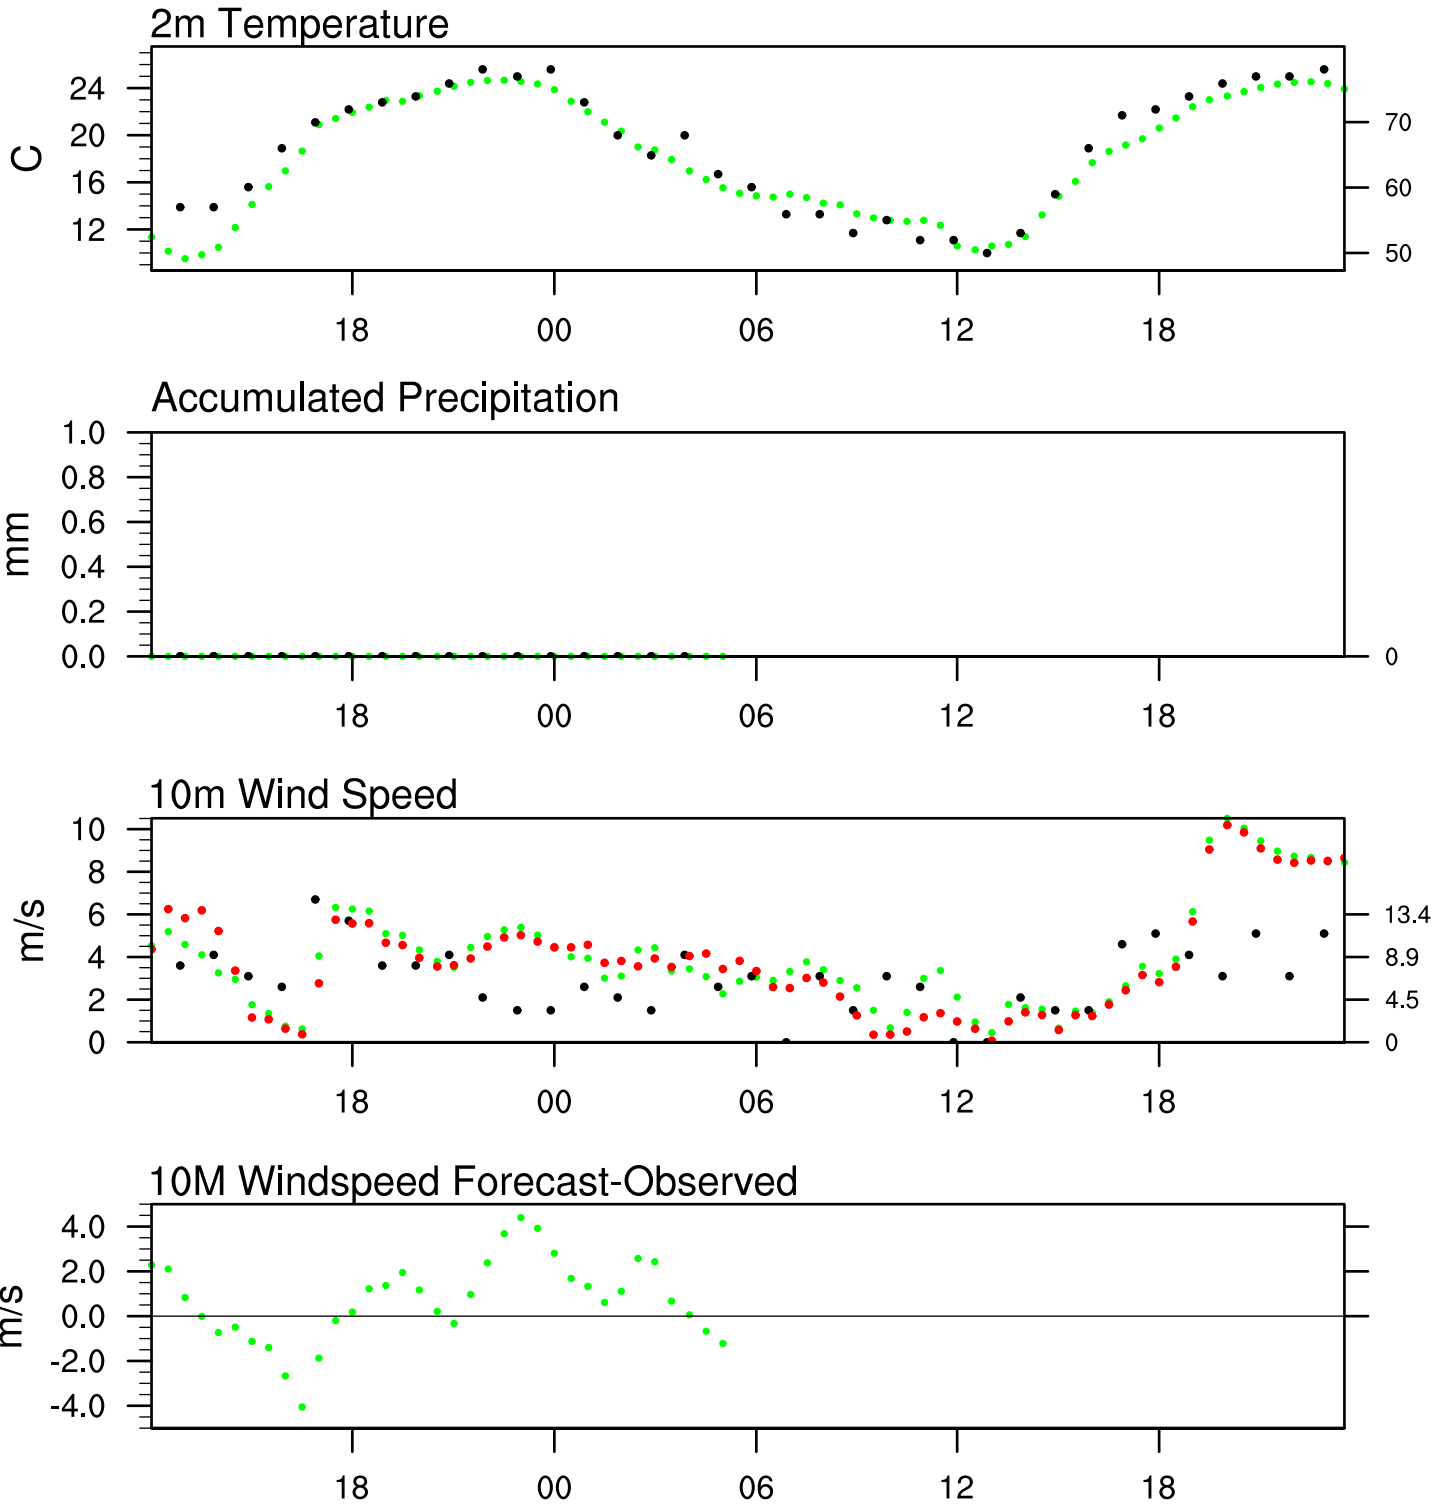 2m Temperature
24
20
16
12
C
70
60
50
18 00 06 12 18
Accumulated Precipitation
1.0
0.8
0.6
0.4
0.2
0.0
mm
0
18 00 06 12 18
10m Wind Speed
10
8
6
4
2
0
m/s
13.4
8.9
4.5
0
18 00 06 12 18
10M Windspeed Forecast-Observed
4.0
2.0
0.0
-2.0
-4.0
m/s
18 00 06 12 18